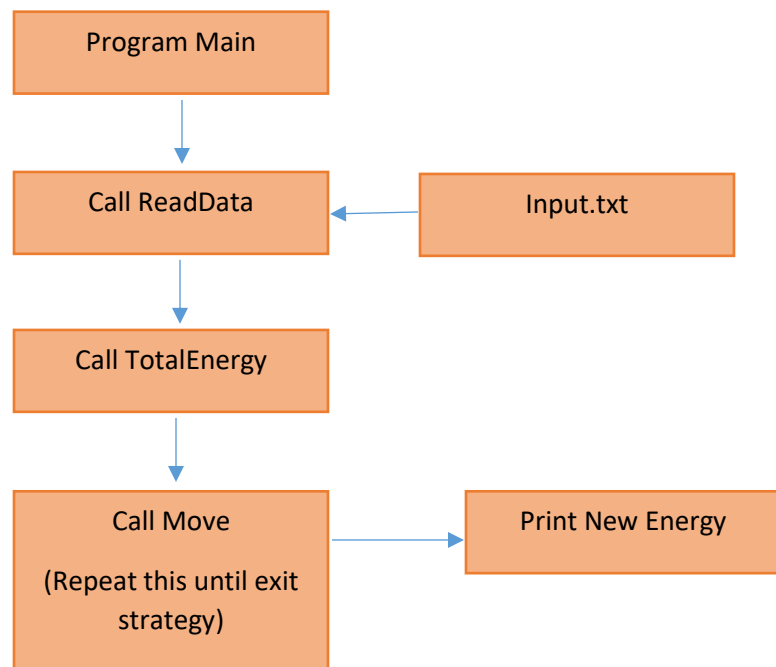 Program Main
Call ReadData
Input.txt
Call TotalEnergy
Call Move
(Repeat this until exit
strategy)
Print New Energy